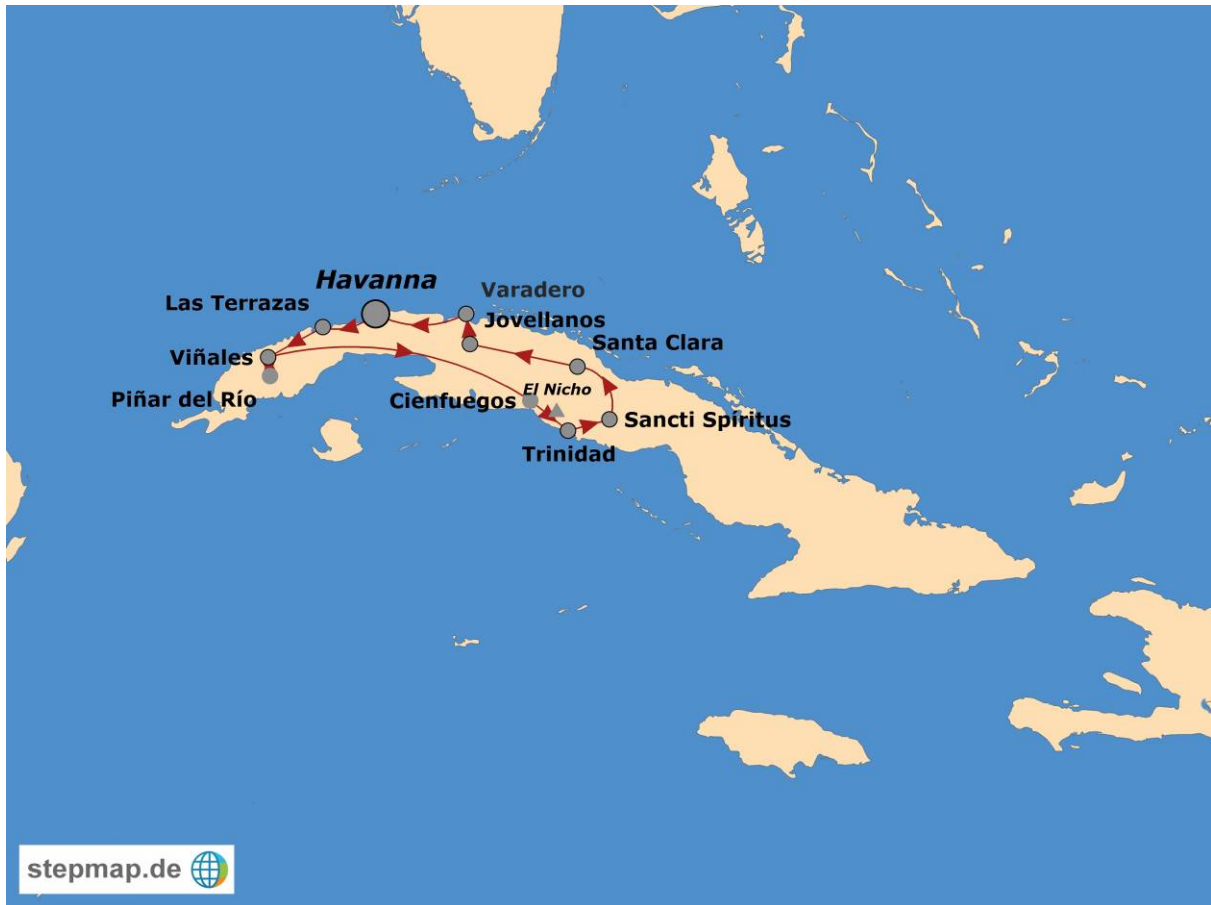 Havanna
Las Terrazas
Varadero
Jovellanos
Santa Clara
Viñales
Piñar del Río
El Nicho
Cienfuegos
Sancti Spíritus
Trinidad
stepmap.de